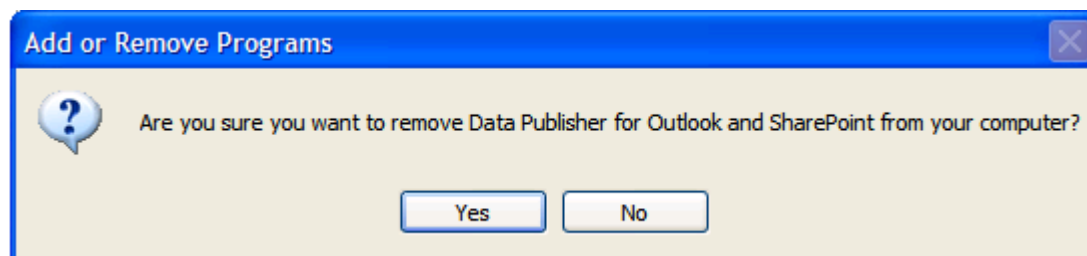 Add or Remove Programs
Are you sure you want to remove Data Publisher for Outlook and SharePoint from your computer?
Yes
No